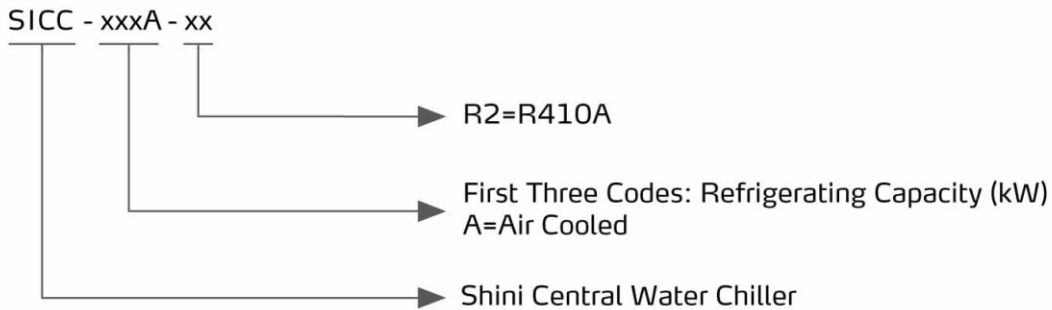 SICC - xxxA - xx
R2=R410A
First Three Codes: Refrigerating Capacity (kW)
A=Air Cooled
Shini Central Water Chiller